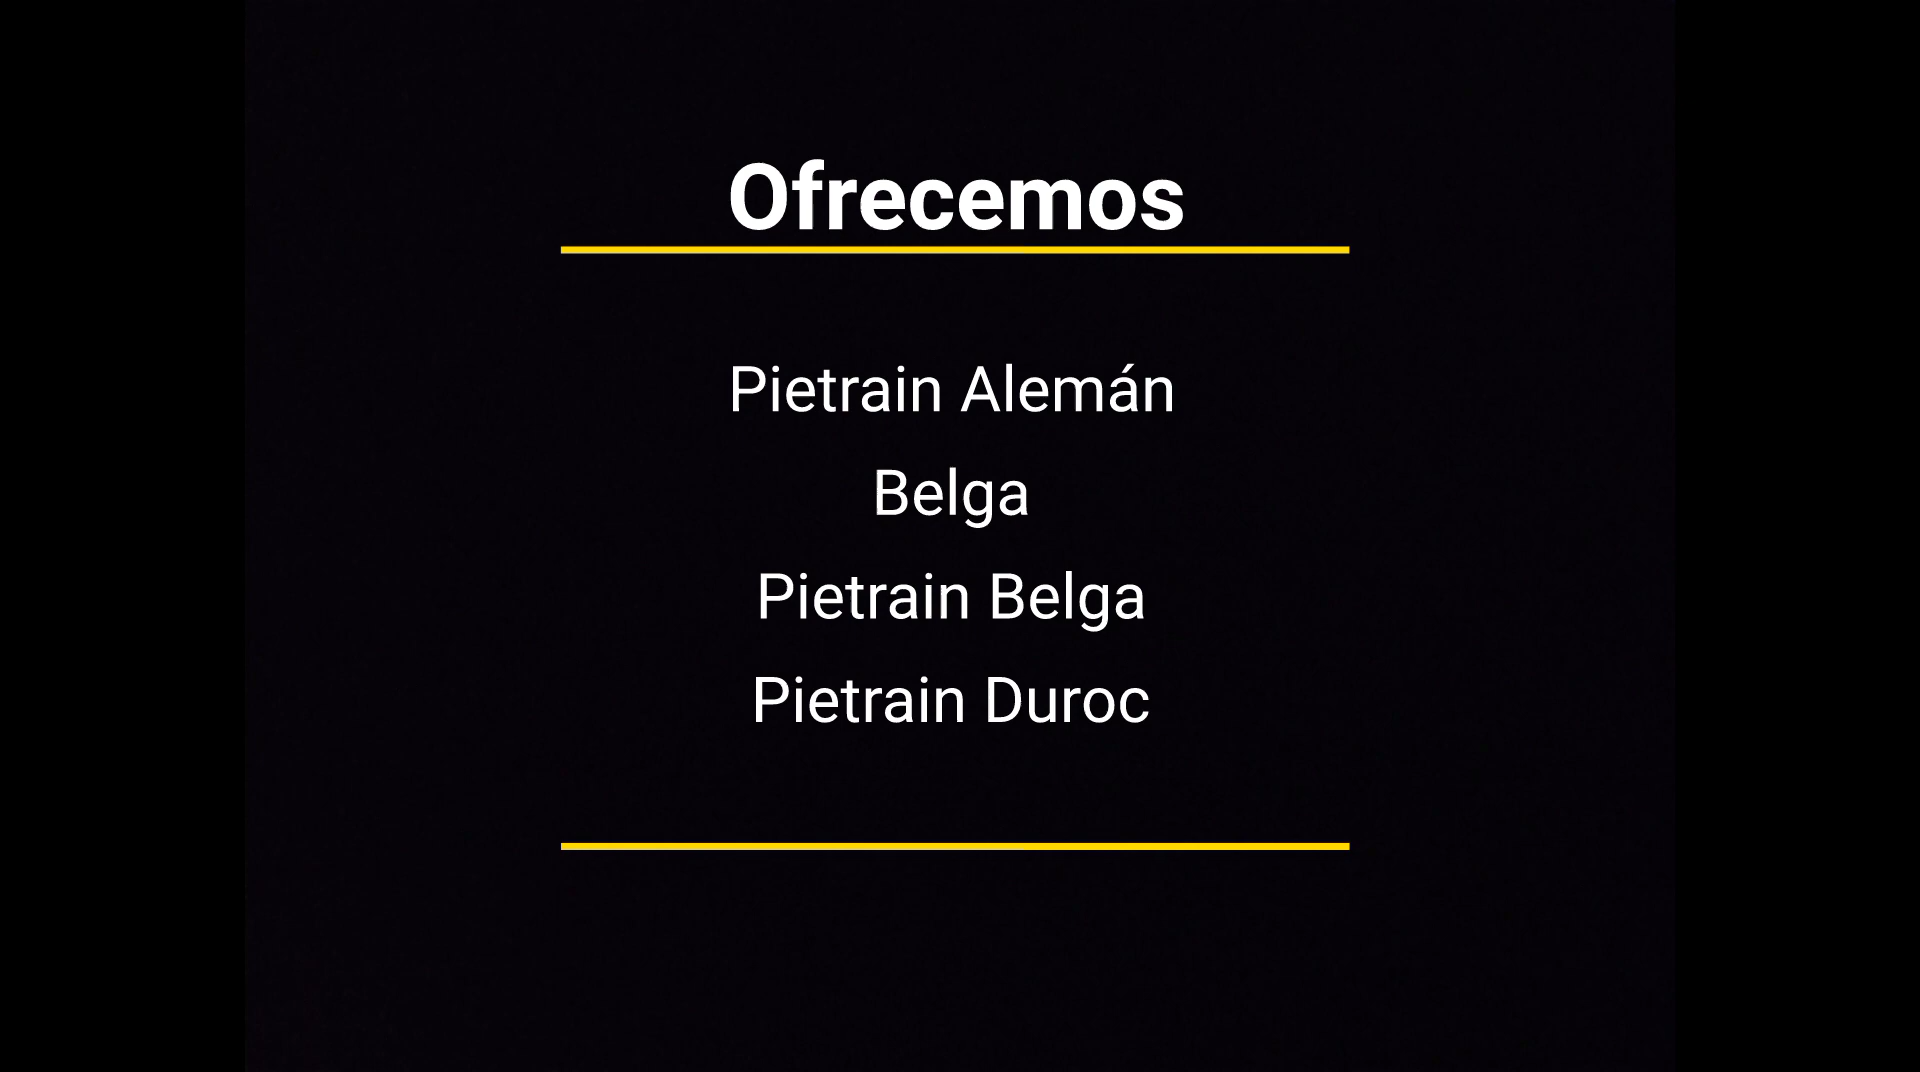 Ofrecemos
Pietrain Alemán
Belga
Pietrain Belga
Pietrain Duroc